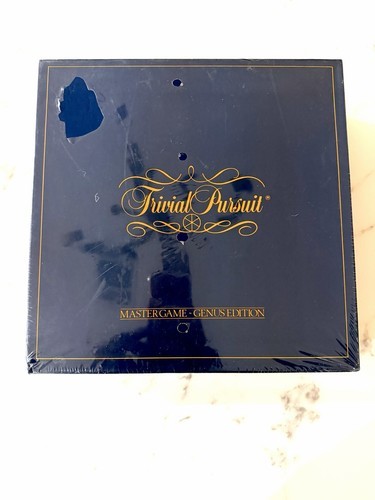 Trivial Pursuit®
MASTER GAME - GENUS EDITION